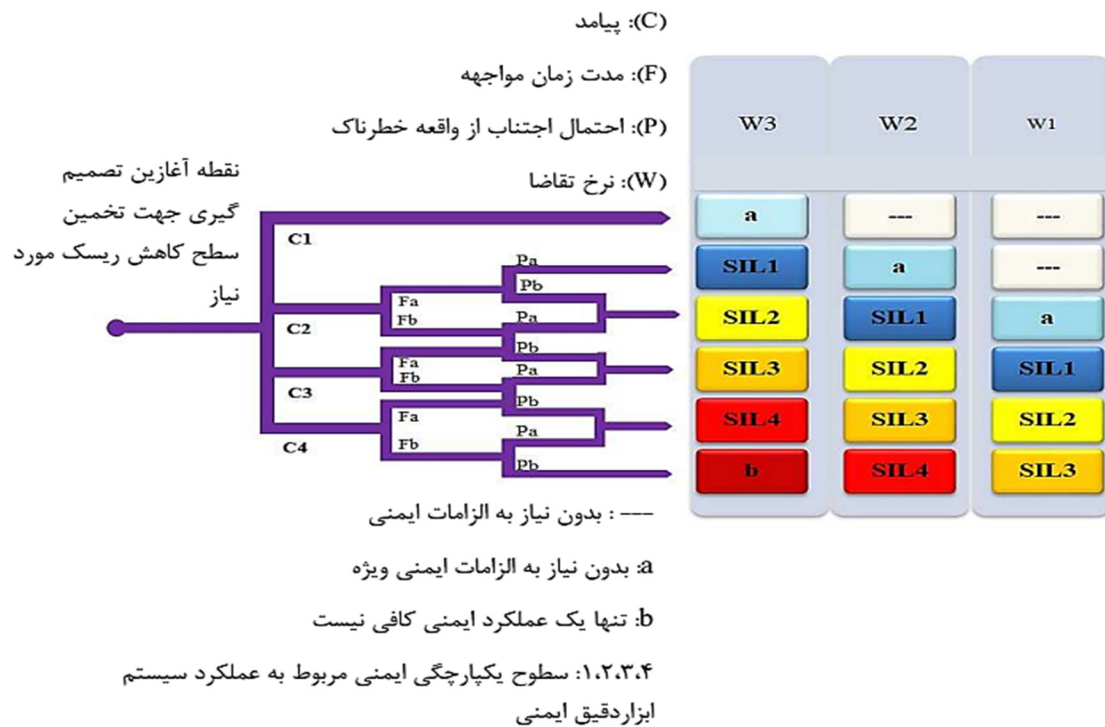 (C): پیامد
(F): مدت زمان مواجهه
(P): احتمال اجتناب از واقعه خطرناک
(W): نرخ تقاضا
نقطه آغازین تصمیم
گیری جهت تخمین
سطح کاهش ریسک مورد
نیاز
W3 W2 W1
a --- ---
SIL1 a ---
SIL2 SIL1 a
SIL3 SIL2 SIL1
SIL4 SIL3 SIL2
b SIL4 SIL3
C1
C2
C3
C4
Fa
Fb
Fa
Fb
Fa
Fb
Pa
Pb
Pa
Pb
Pa
Pb
Pa
Pb
--- : بدون نیاز به الزامات ایمنی
a: بدون نیاز به الزامات ایمنی ویژه
b: تنها یک عملکرد ایمنی کافی نیست
۱،۲،۳،۴: سطوح یکپارچگی ایمنی مربوط به عملکرد سیستم
ابزاردقیق ایمنی